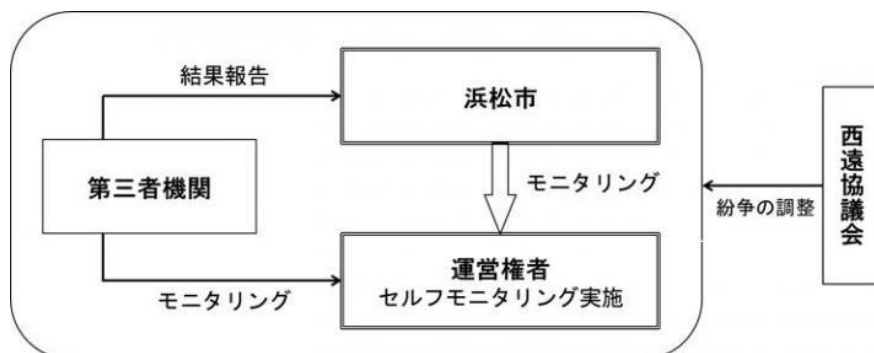 結果報告
浜松市
第三者機関
モニタリング
西遠協議会
紛争の調整
運営権者
セルフモニタリング実施
モニタリング